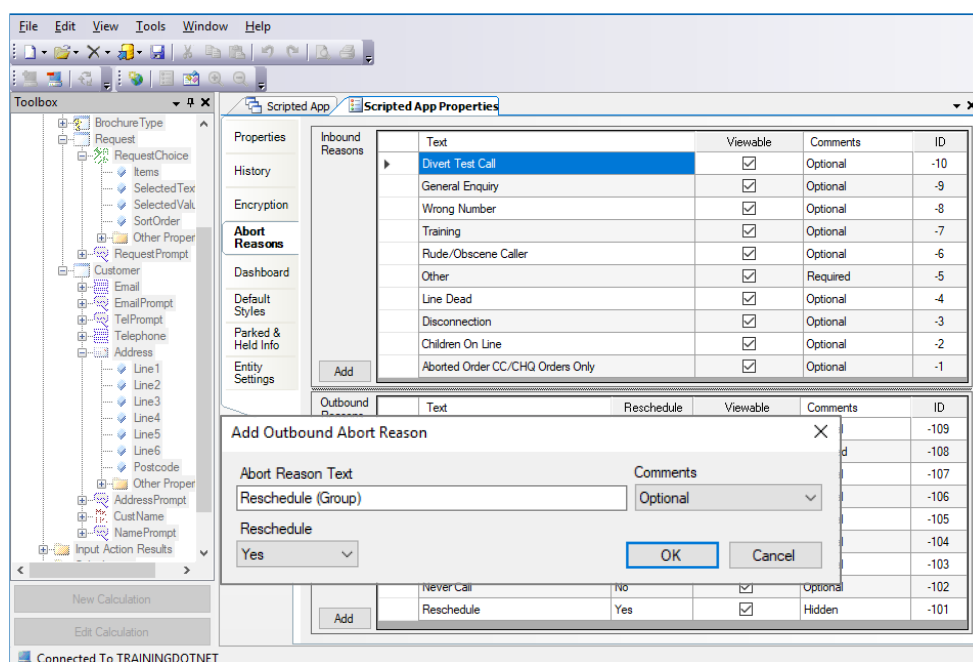 File Edit View Tools Window Help
Toolbox
Scripted App
Scripted App Properties
BrochureType
Request
RequestChoice
Items
SelectedTex
SelectedValu
SortOrder
Other Proper
RequestPrompt
Customer
Email
EmailPrompt
TelPrompt
Telephone
Address
Line1
Line2
Line3
Line4
Line5
Line6
Postcode
Other Proper
AddressPrompt
CustName
NamePrompt
Input Action Results
New Calculation
Edit Calculation
Properties
History
Encryption
Abort
Reasons
Dashboard
Default
Styles
Parked &
Held Info
Entity
Settings
Inbound
Reasons
Add
Text Viewable Comments ID
Divert Test Call Optional -10
General Enquiry Optional -9
Wrong Number Optional -8
Training Optional -7
Rude/Obscene Caller Optional -6
Other Required -5
Line Dead Optional -4
Disconnection Optional -3
Children On Line Optional -2
Aborted Order CC/CHQ Orders Only Optional -1
Outbound
Text Reschedule Viewable Comments ID
-109
-108
-107
-106
-105
-104
-103
Never Call No Optional -102
Reschedule Yes Hidden -101
Add
Add Outbound Abort Reason
Abort Reason Text Comments
Reschedule (Group) Optional
Reschedule
Yes
OK Cancel
Connected To TRAININGDOTNET